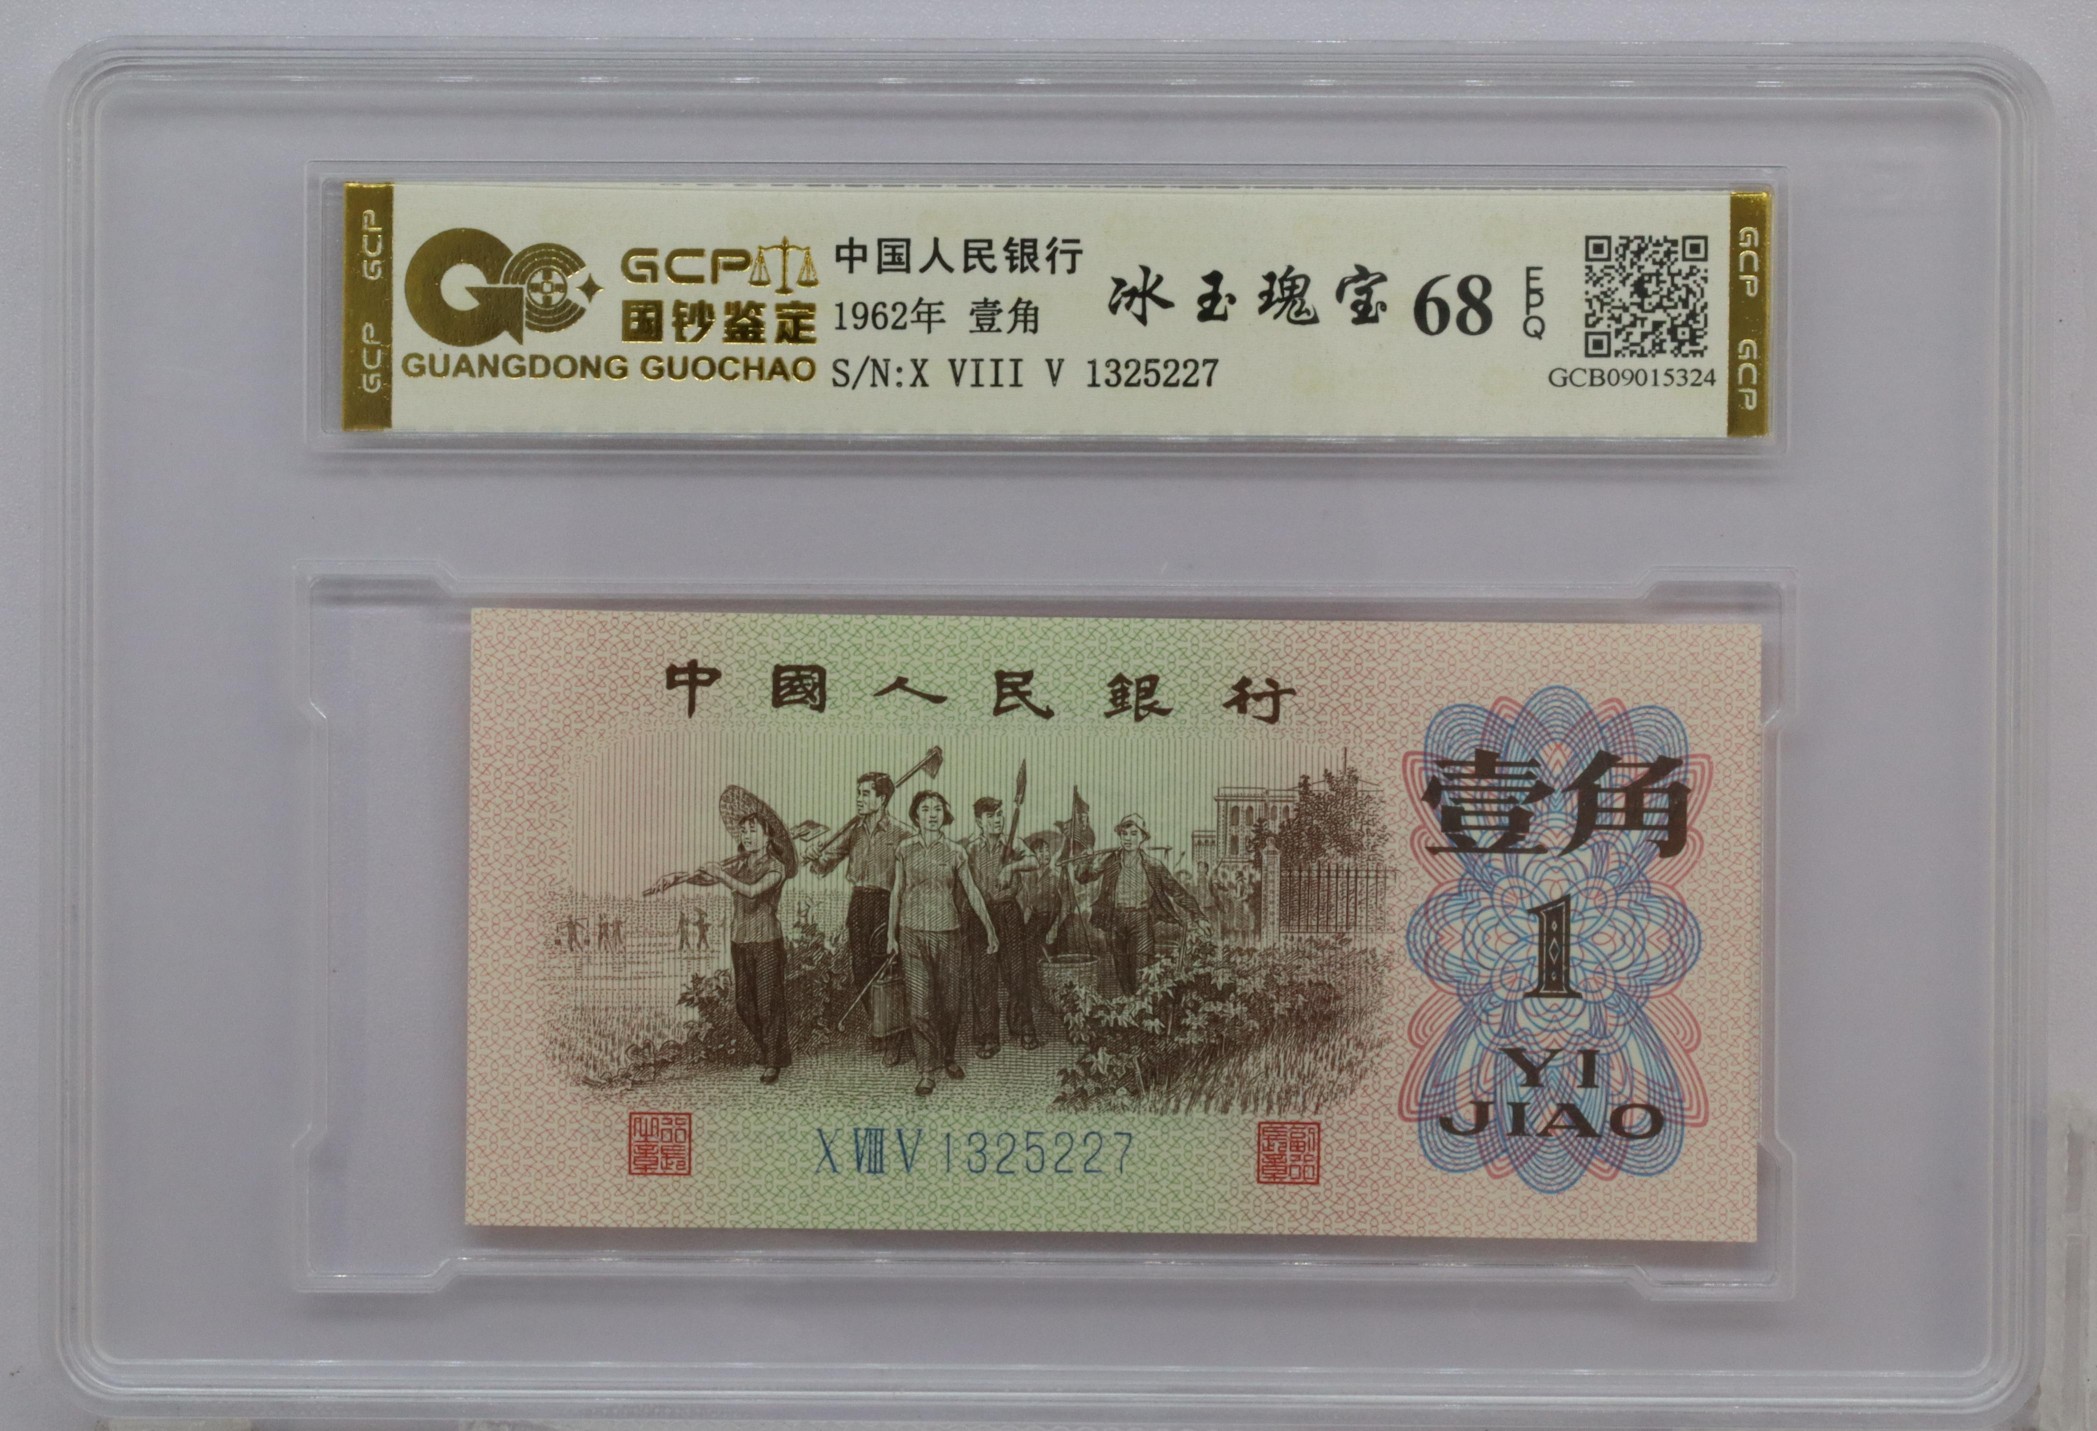 GCP GCP
GCP
国钞鉴定
GUANGDONG GUOCHAO
中国人民银行
1962年 壹角
S/N:X VIII V 1325227
冰玉瑰宝 68
EPQ
GCB09015324
GCP GCP
中國人民銀行
壹角
1
YI
JIAO
X VIII V 1325227